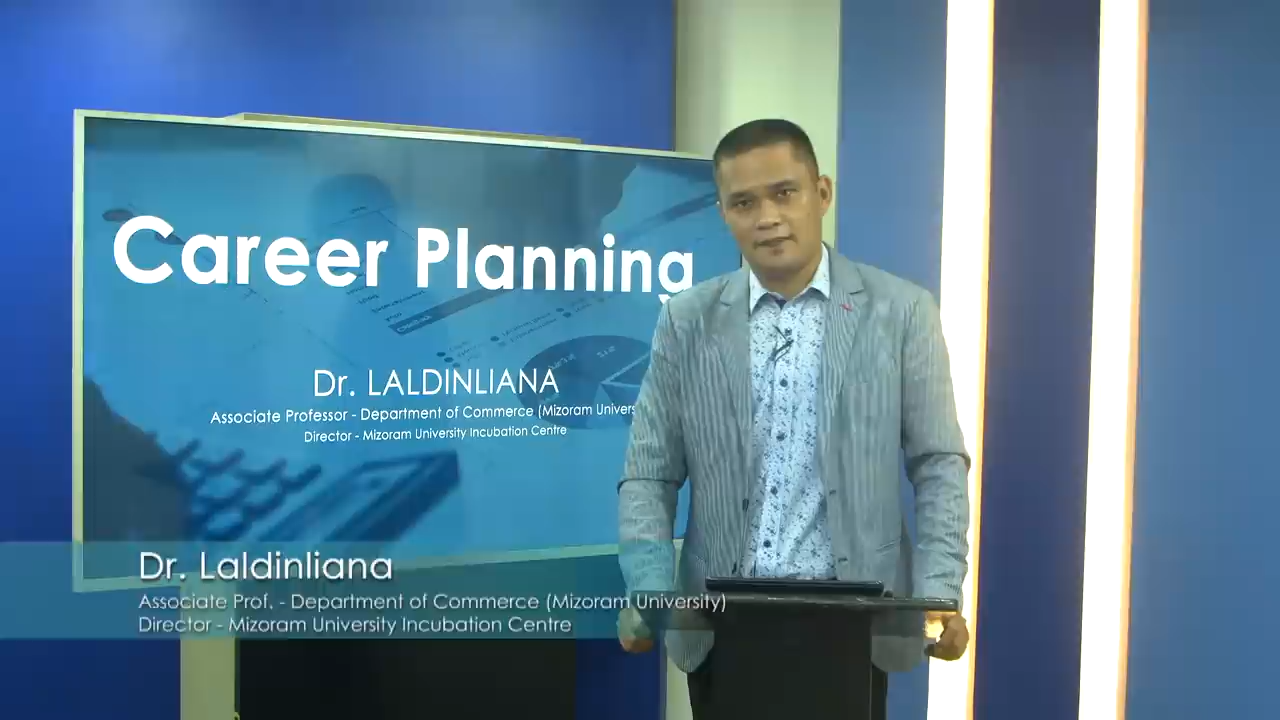 Career Planning
Dr. LALDINLIANA
Associate Professor - Department of Commerce (Mizoram Univers
Director - Mizoram University Incubation Centre
Dr. Laldinliana
Associate Prof. - Department of Commerce (Mizoram University)
Director - Mizoram University Incubation Centre